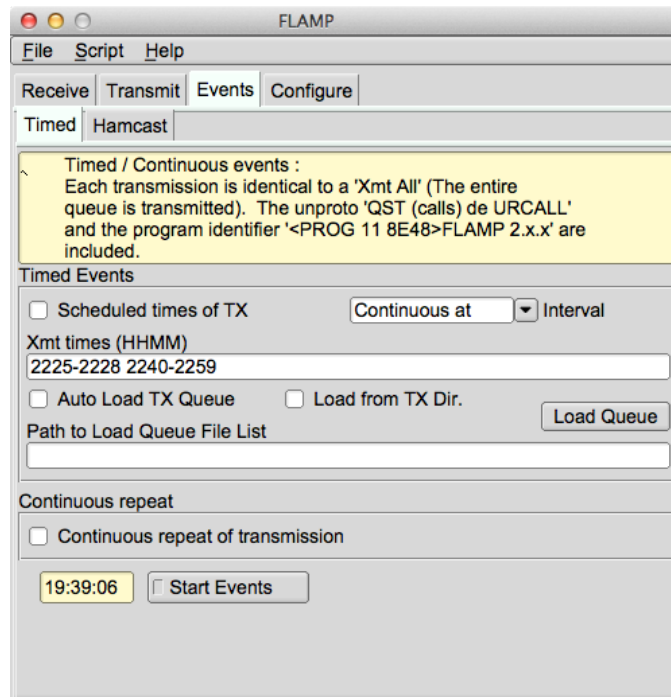 FLAMP
File Script Help
Receive Transmit Events Configure
Timed Hamcast
Timed / Continuous events :
Each transmission is identical to a 'Xmt All' (The entire
queue is transmitted). The unproto 'QST (calls) de URCALL'
and the program identifier '<PROG 11 8E48>FLAMP 2.x.x' are
included.
Timed Events
Scheduled times of TX Continuous at Interval
Xmt times (HHMM)
2225-2228 2240-2259
Auto Load TX Queue Load from TX Dir.
Load Queue
Path to Load Queue File List
Continuous repeat
Continuous repeat of transmission
19:39:06 Start Events